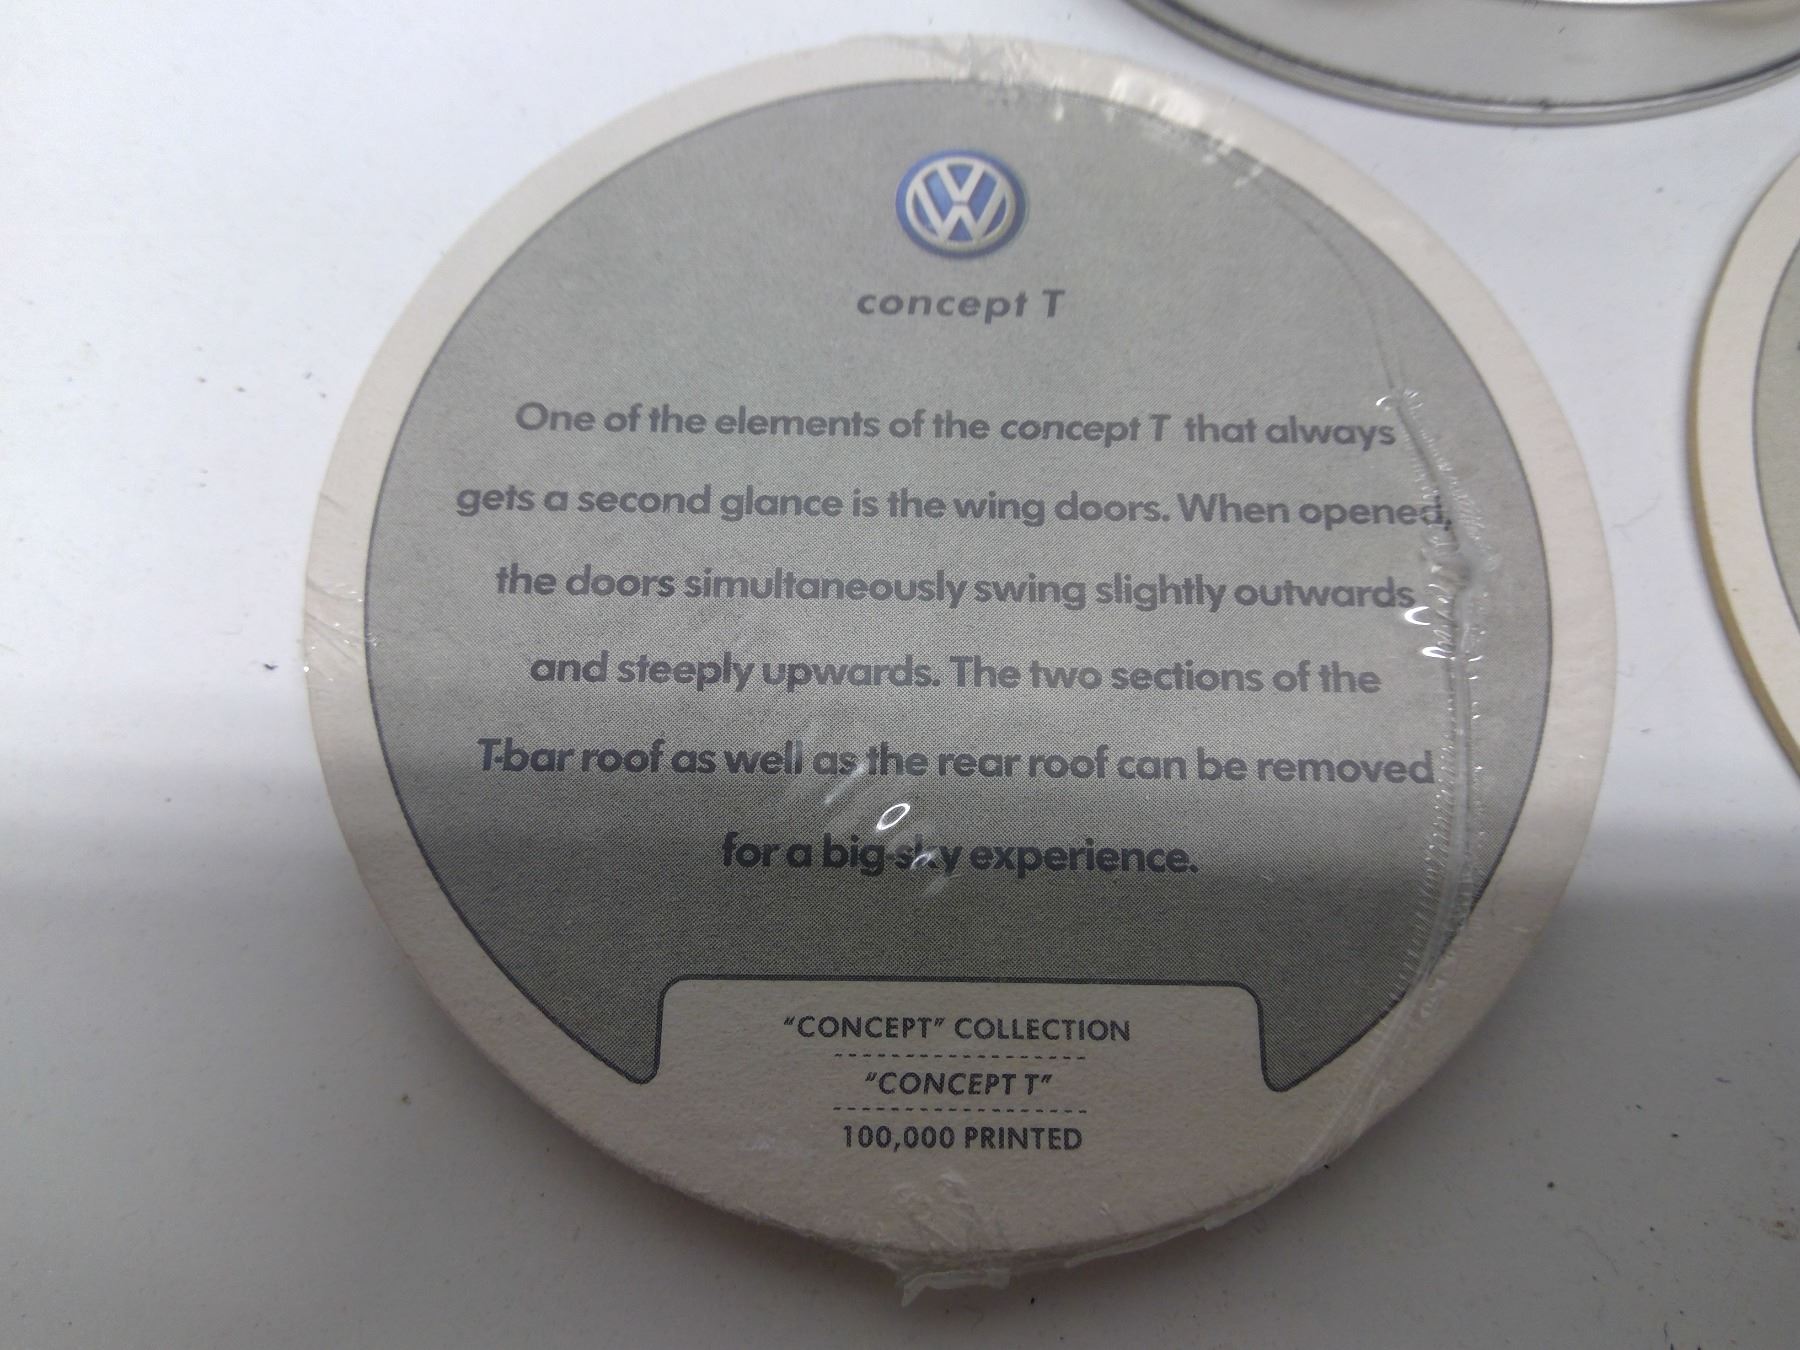 concept T
One of the elements of the concept T that always
gets a second glance is the wing doors. When opened,
the doors simultaneously swing slightly outwards
and steeply upwards. The two sections of the
T-bar roof as well as the rear roof can be removed
for a big sky experience.
"CONCEPT" COLLECTION
"CONCEPT T"
100,000 PRINTED